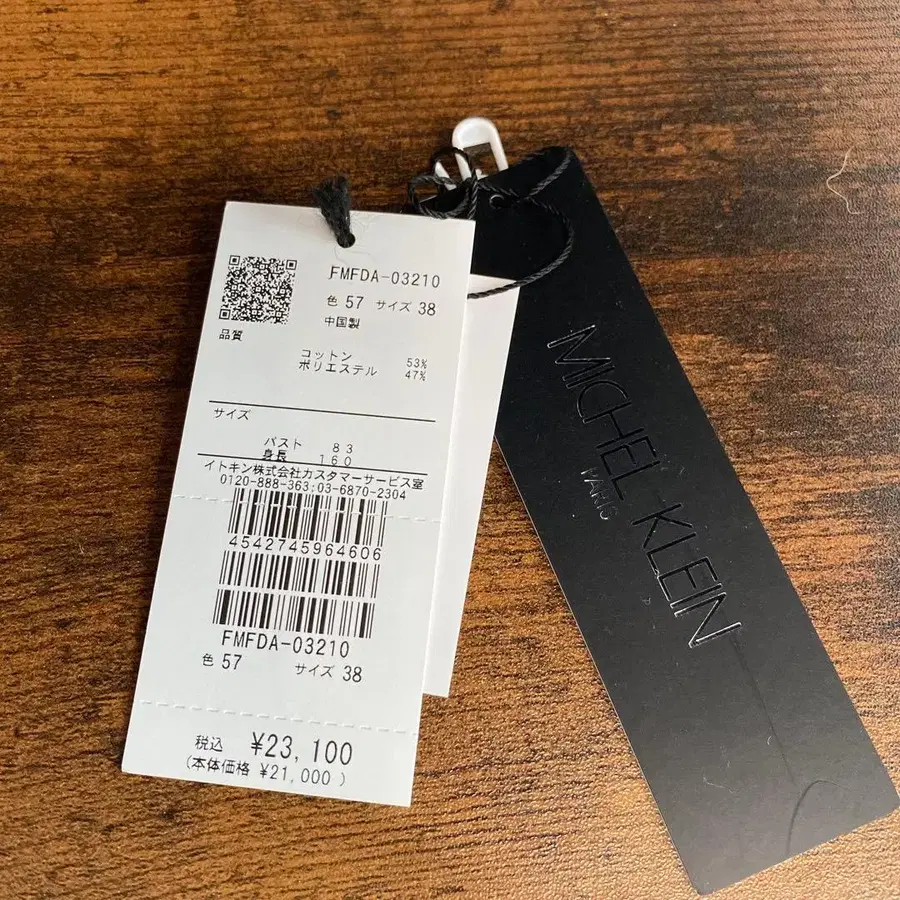 FMFDA-03210
色 57 サイズ 38
中国製
品質
コットン 53%
ポリエステル 47%
サイズ
バスト 83
身長 160
イトキン株式会社カスタマーサービス室
0120-888-363:03-6870-2304
4542745964606
FMFDA-03210
色 57 サイズ 38
税込 ¥23,100
(本体価格 ¥21,000 )
MICHEL KLEIN
PARIS